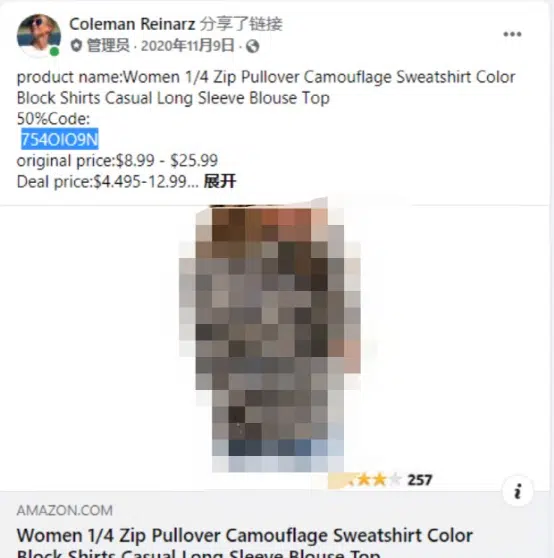 Coleman Reinarz 分享了链接
管理员 · 2020年11月9日 ·
product name:Women 1/4 Zip Pullover Camouflage Sweatshirt Color
Block Shirts Casual Long Sleeve Blouse Top
50%Code:
754OIO9N
original price:$8.99 - $25.99
Deal price:$4.495-12.99... 展开
257
AMAZON.COM
Women 1/4 Zip Pullover Camouflage Sweatshirt Color
Block Shirts Casual Long Sleeve Blouse Top